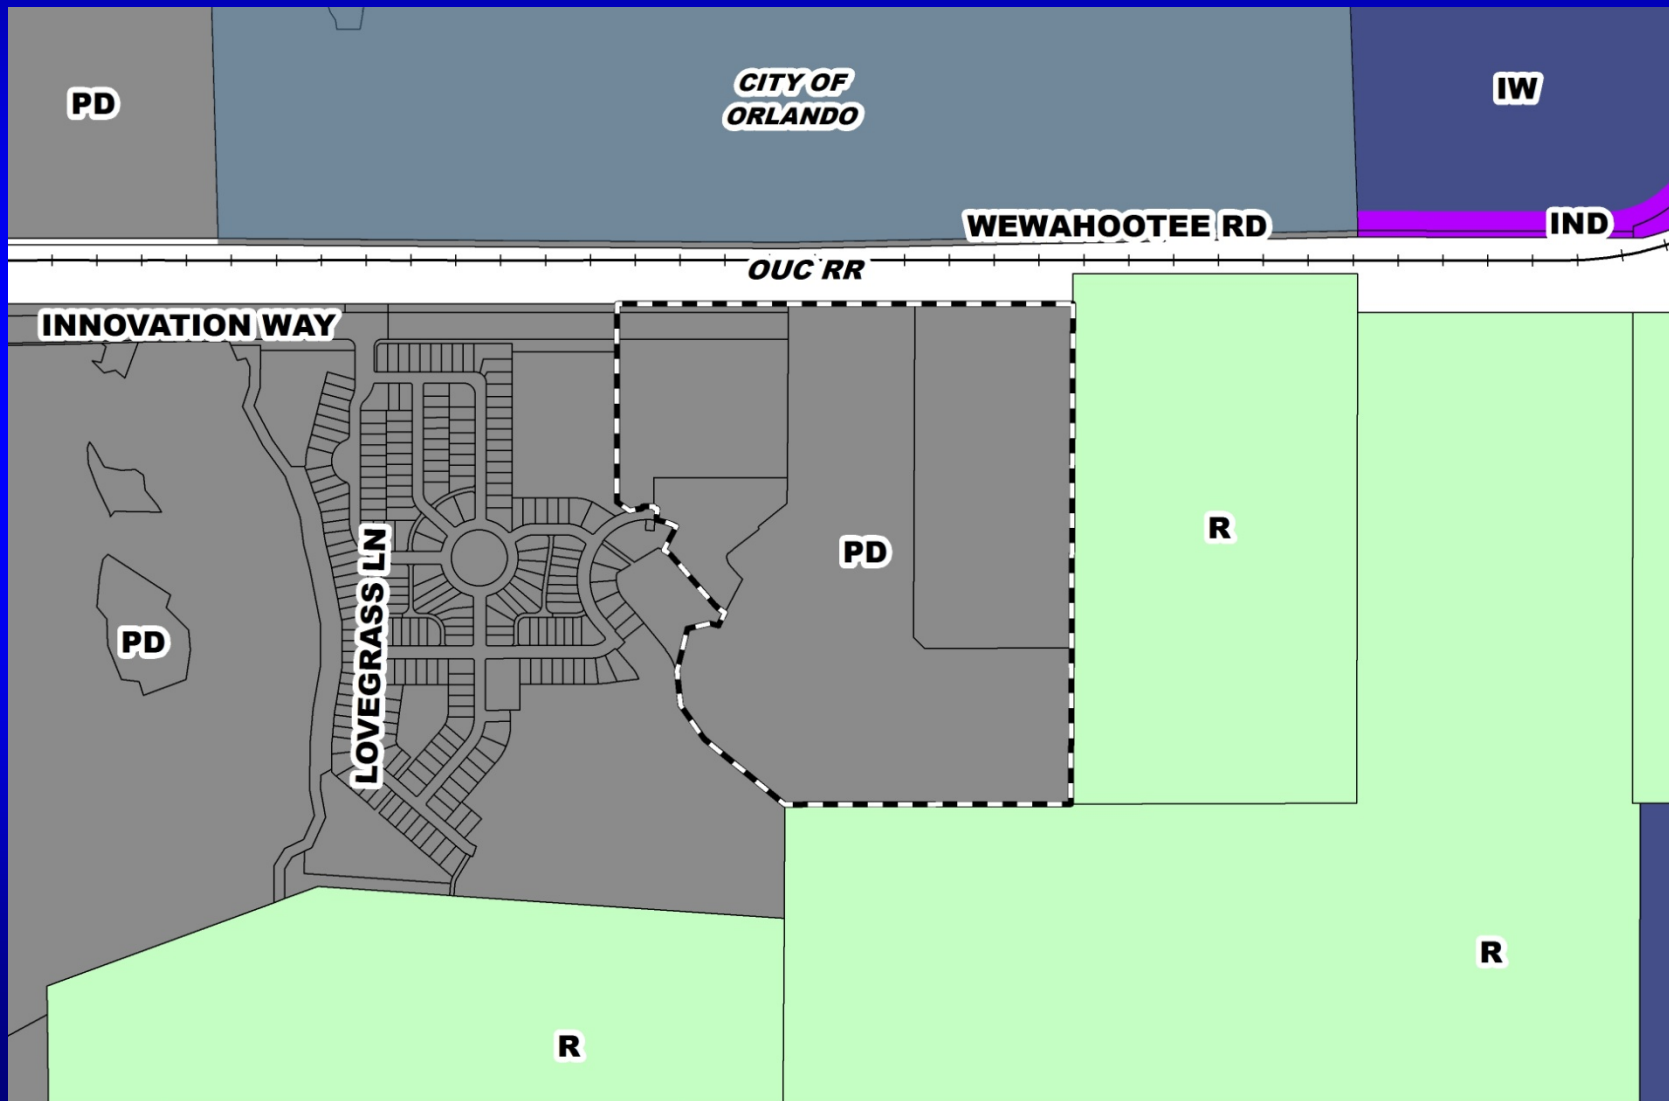 PD
CITY OF
ORLANDO
IW
WEWAHOOTEE RD
IND
OUC RR
INNOVATION WAY
R
PD
LOVEGRASS LN
PD
R
R